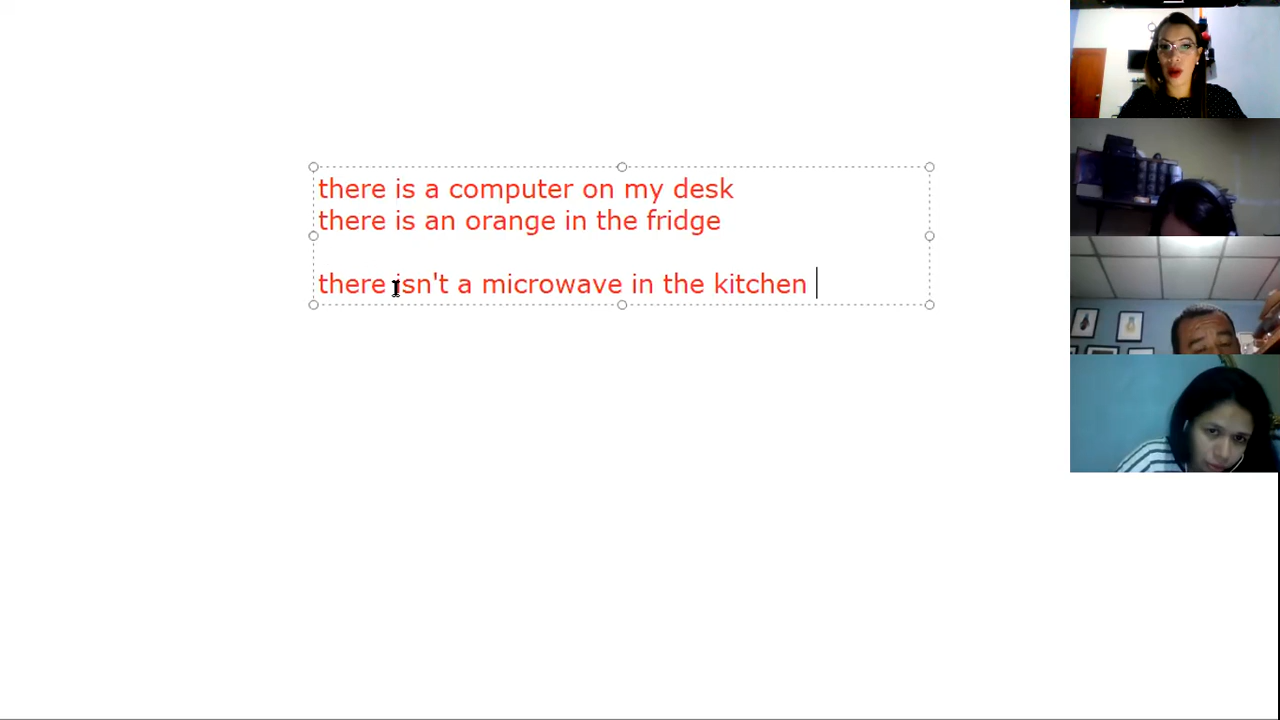 there is a computer on my desk
there is an orange in the fridge
there isn't a microwave in the kitchen